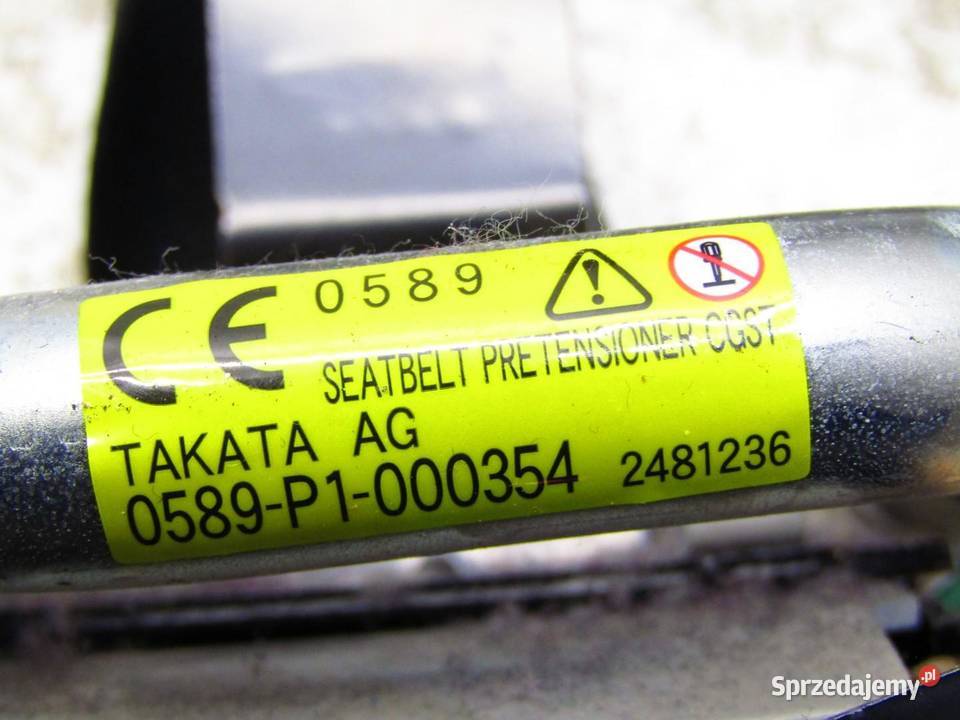 CE 0589
SEATBELT PRETENSIONER CGST
TAKATA AG
0589-P1-000354 2481236
Sprzedajemy.pl